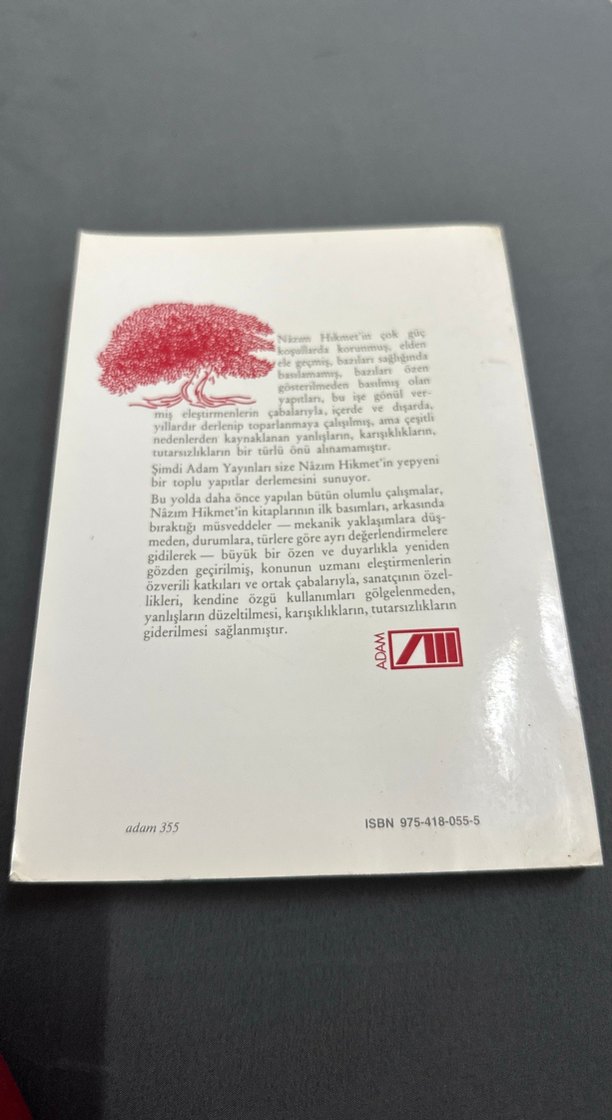 Nâzım Hikmet'in çok güç
koşullarda korunmuş, elden
ele geçmiş, bazıları sağlığında
basılamamış, bazıları özen
gösterilmeden basılmış olan
yapıtları, bu işe gönül ver-
miş eleştirmenlerin çabalarıyla, içerde ve dışarda,
yıllardır derlenip toparlanmaya çalışılmış, ama çeşitli
nedenlerden kaynaklanan yanlışların, karışıklıkların,
tutarsızlıkların bir türlü önü alınamamıştır.
Şimdi Adam Yayınları size Nâzım Hikmet'in yepyeni
bir toplu yapıtlar derlemesini sunuyor.
Bu yolda daha önce yapılan bütün olumlu çalışmalar,
Nâzım Hikmet'in kitaplarının ilk basımları, arkasında
bıraktığı müsveddeler — mekanik yaklaşımlara düş-
meden, durumlara, türlere göre ayrı değerlendirmelere
gidilerek — büyük bir özen ve duyarlıkla yeniden
gözden geçirilmiş, konunun uzmanı eleştirmenlerin
özverili katkıları ve ortak çabalarıyla, sanatçının özel-
likleri, kendine özgü kullanımları gölgelenmeden,
yanlışların düzeltilmesi, karışıklıkların, tutarsızlıkların
giderilmesi sağlanmıştır.
ADAM
adam 355
ISBN 975-418-055-5